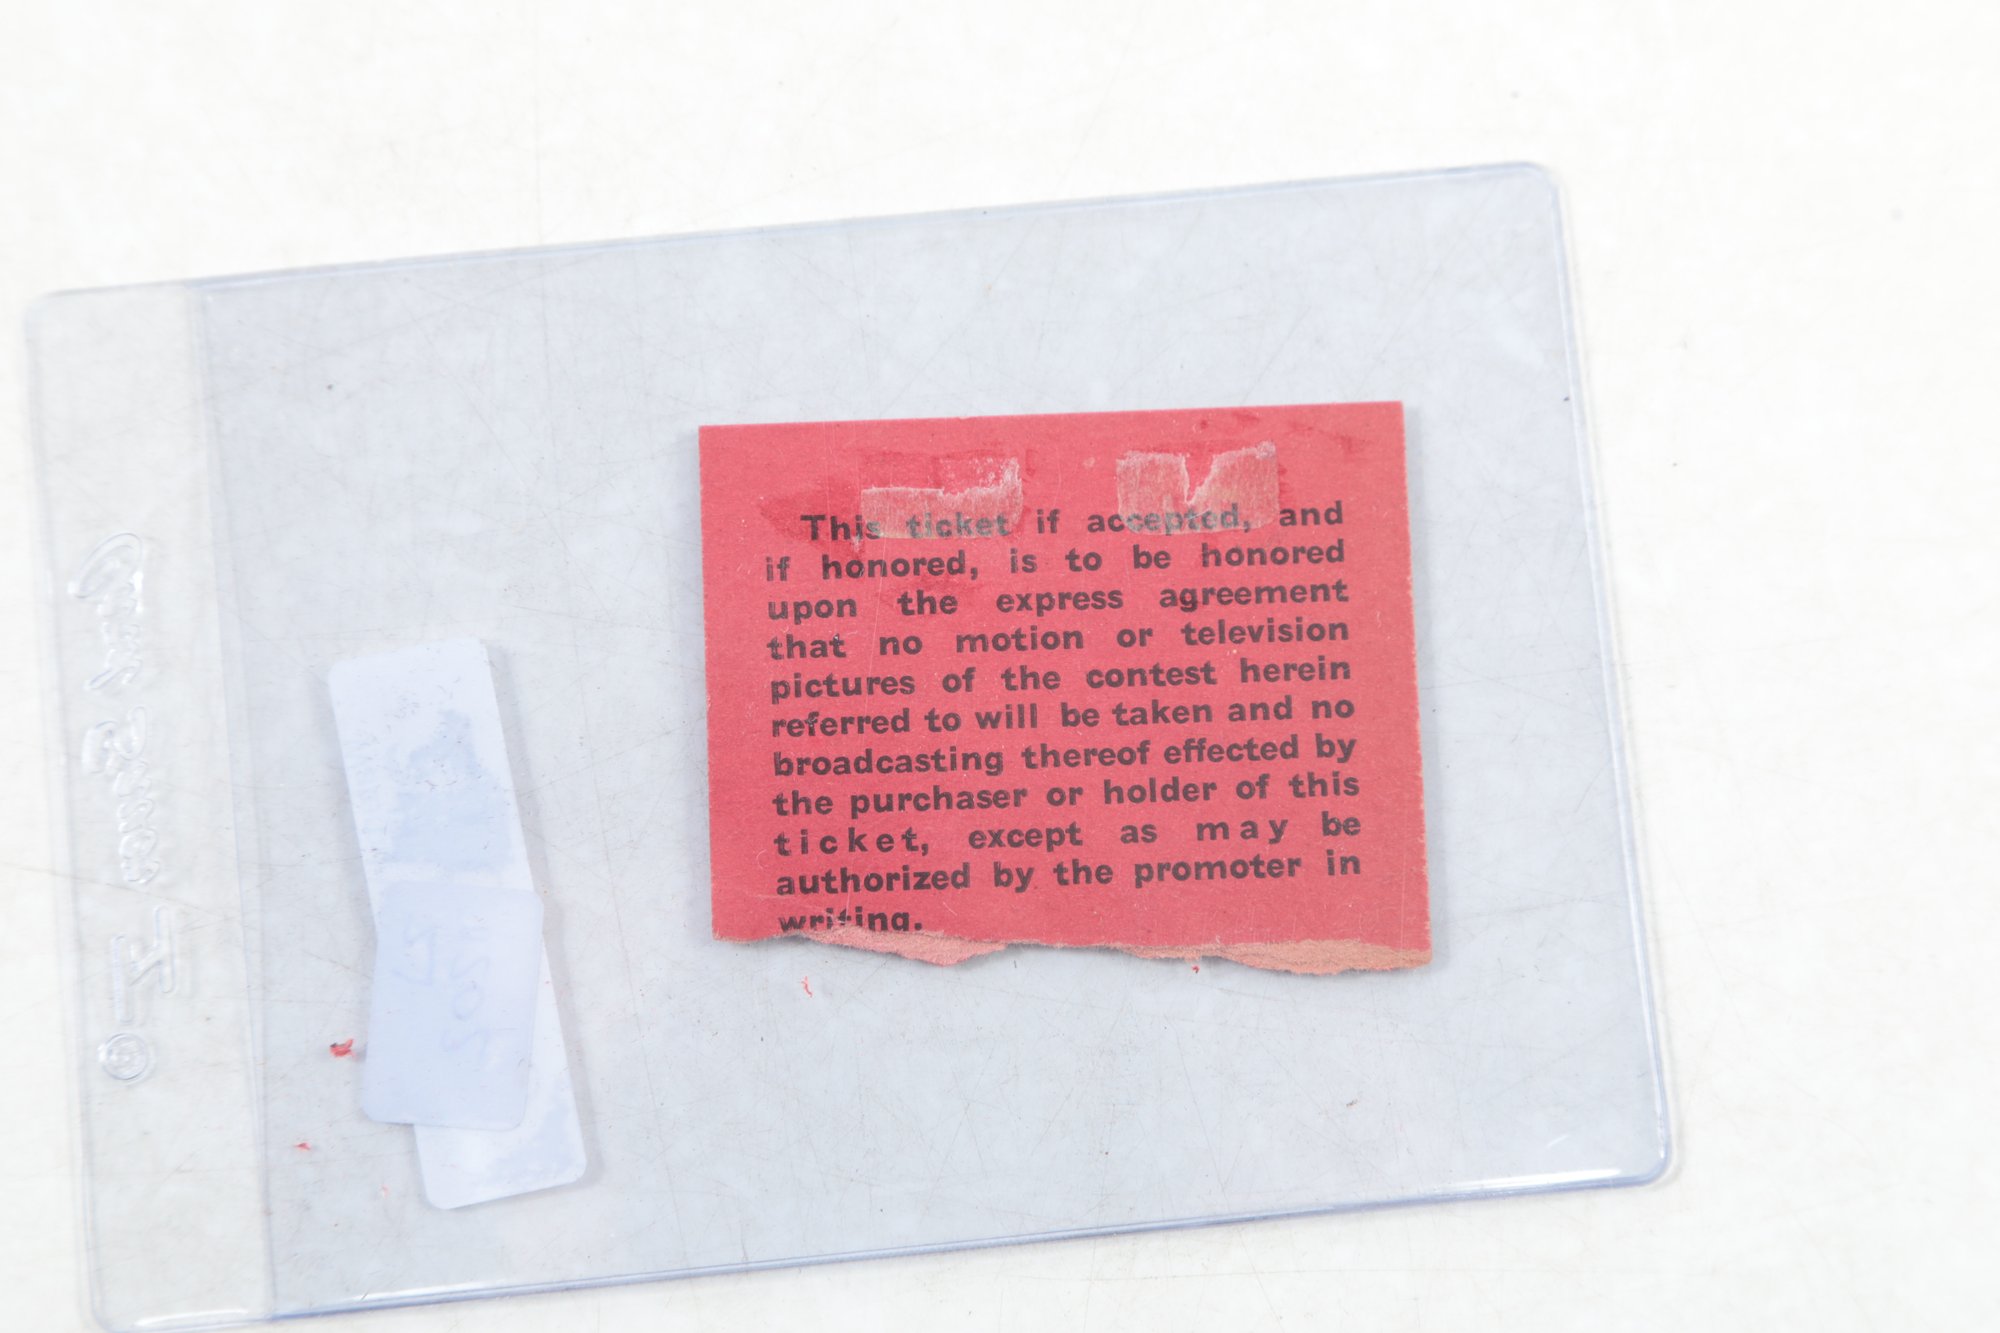 This ticket if accepted, and
if honored, is to be honored
upon the express agreement
that no motion or television
pictures of the contest herein
referred to will be taken and no
broadcasting thereof effected by
the purchaser or holder of this
ticket, except as may be
authorized by the promoter in
writing.